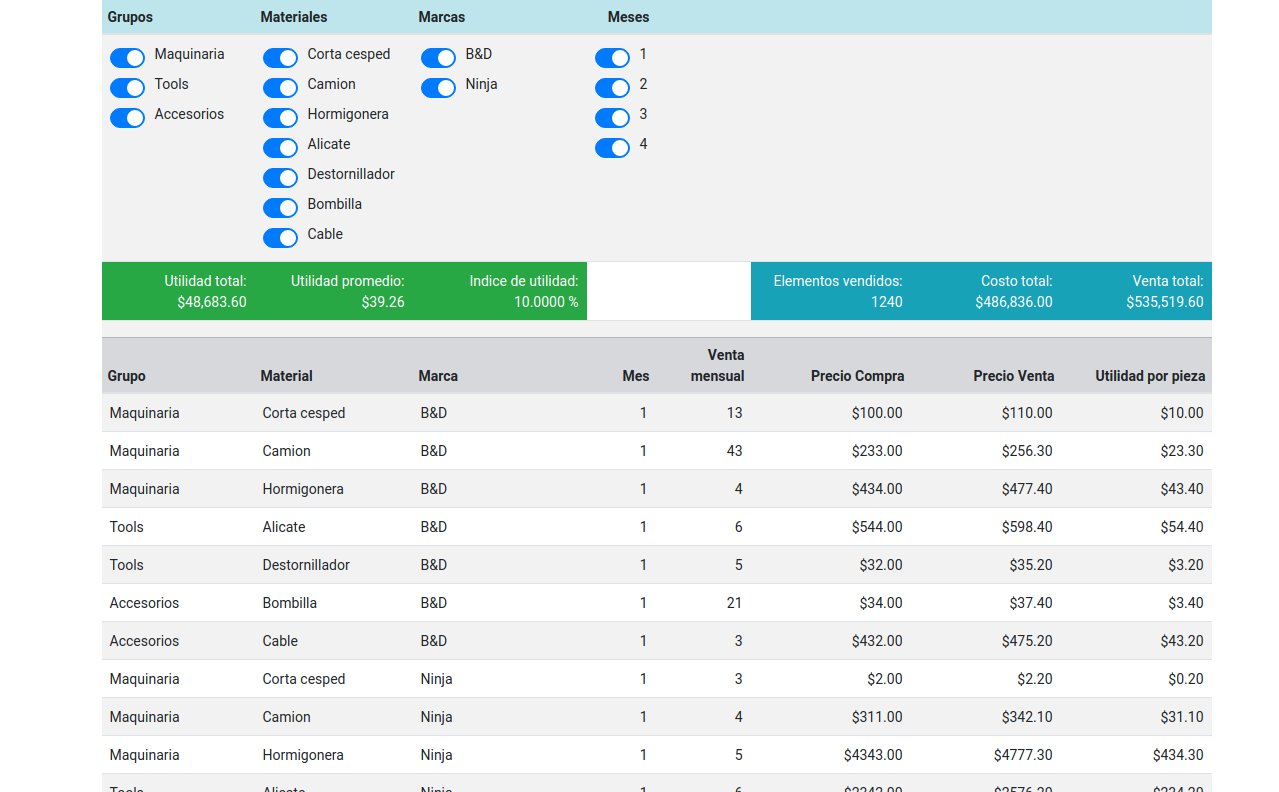 Grupos Materiales Marcas Meses
Maquinaria Corta cesped B&D 1
Tools Camion Ninja 2
Accesorios Hormigonera 3
Alicate 4
Destornillador
Bombilla
Cable
Utilidad total: Utilidad promedio: Indice de utilidad: Elementos vendidos: Costo total: Venta total:
$48,683.60 $39.26 10.0000 % 1240 $486,836.00 $535,519.60
Venta
Grupo Material Marca Mes mensual Precio Compra Precio Venta Utilidad por pieza
Maquinaria Corta cesped B&D 1 13 $100.00 $110.00 $10.00
Maquinaria Camion B&D 1 43 $233.00 $256.30 $23.30
Maquinaria Hormigonera B&D 1 4 $434.00 $477.40 $43.40
Tools Alicate B&D 1 6 $544.00 $598.40 $54.40
Tools Destornillador B&D 1 5 $32.00 $35.20 $3.20
Accesorios Bombilla B&D 1 21 $34.00 $37.40 $3.40
Accesorios Cable B&D 1 3 $432.00 $475.20 $43.20
Maquinaria Corta cesped Ninja 1 3 $2.00 $2.20 $0.20
Maquinaria Camion Ninja 1 4 $311.00 $342.10 $31.10
Maquinaria Hormigonera Ninja 1 5 $4343.00 $4777.30 $434.30
Tools Alicate Ninja 1 6